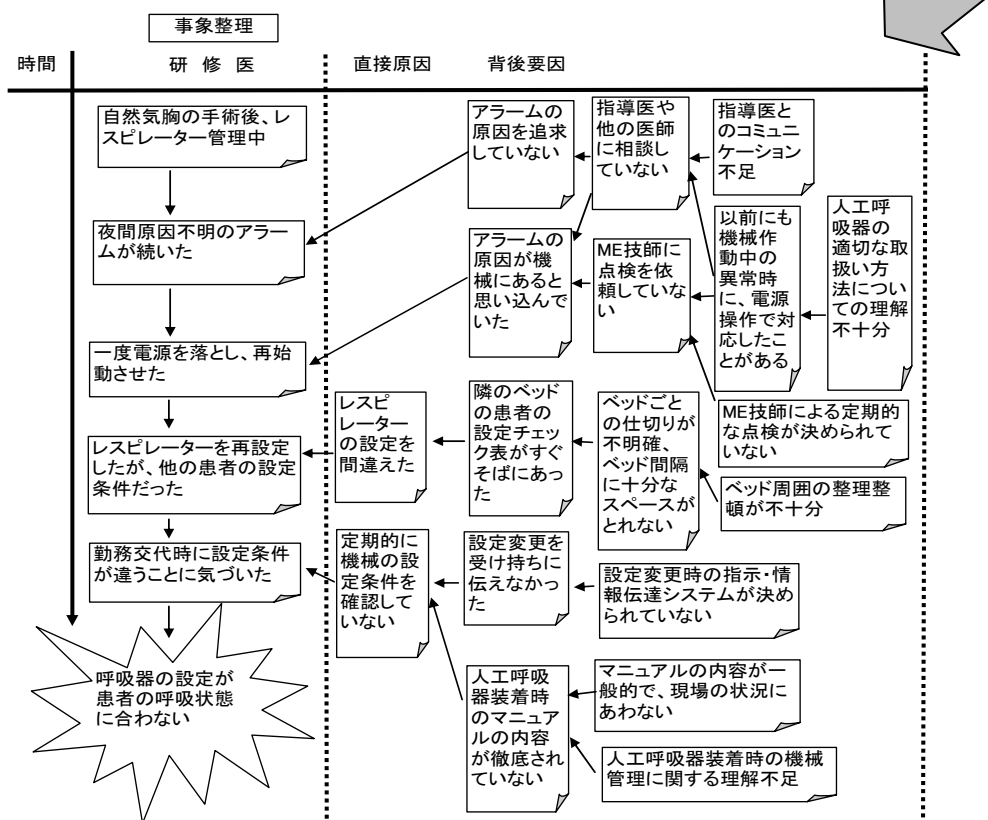 事象整理
時間
研 修 医
直接原因
背後要因
自然気胸の手術後、レ
スピレーター管理中
夜間原因不明のアラー
ムが続いた
一度電源を落とし、再始
動させた
レスピレーターを再設定
したが、他の患者の設定
条件だった
勤務交代時に設定条件
が違うことに気づいた
呼吸器の設定が
患者の呼吸状態
に合わない
アラームの
原因を追求
していない
指導医や
他の医師
に相談し
ていない
指導医と
のコミュニ
ケーション
不足
アラームの
原因が機
械にあると
思い込んで
いた
ME技師に
点検を依
頼していな
い
以前にも
機械作
動中の
異常時
に、電源
操作で対
応したこ
とがある
人工呼
吸器の
適切な取
扱い方
法につい
ての理解
不十分
ME技師による定期的
な点検が決められて
いない
レスピ
レーター
の設定を
間違えた
隣のベッド
の患者の
設定チェッ
ク表がすぐ
そばにあっ
た
ベッドごと
の仕切りが
不明確、
ベッド間隔
に十分な
スペースが
とれない
ベッド周囲の整理整
頓が不十分
定期的に
機械の設
定条件を
確認して
いない
設定変更を
受け持ちに
伝えなかっ
た
設定変更時の指示・情
報伝達システムが決め
られていない
人工呼吸
器装着時
のマニュ
アルの内容
が徹底され
ていない
マニュアルの内容が一
般的で、現場の状況に
あわない
人工呼吸器装着時の機械
管理に関する理解不足